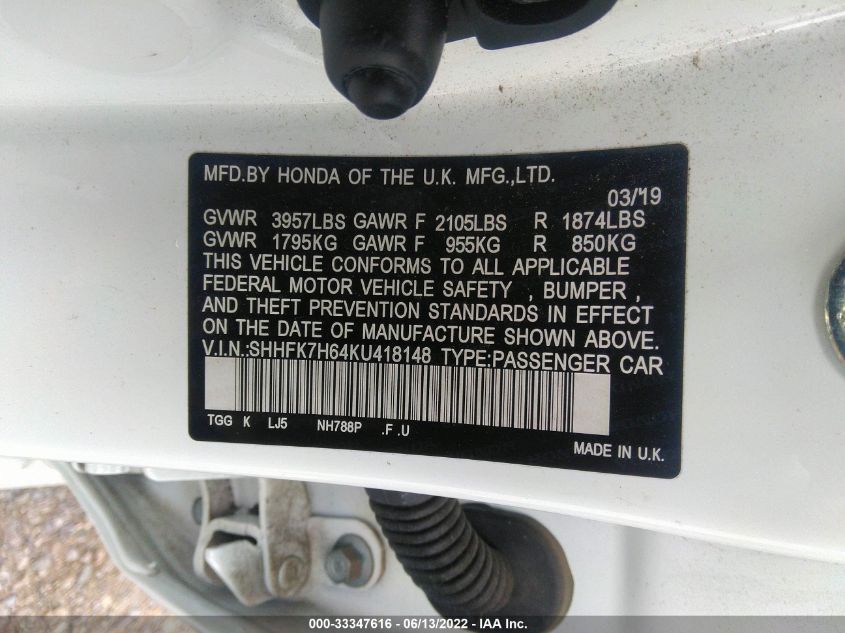 MFD.BY HONDA OF THE U.K. MFG.,LTD.
03/'19
GVWR 3957LBS GAWR F 2105LBS R 1874LBS
GVWR 1795KG GAWR F 955KG R 850KG
THIS VEHICLE CONFORMS TO ALL APPLICABLE
FEDERAL MOTOR VEHICLE SAFETY , BUMPER ,
AND THEFT PREVENTION STANDARDS IN EFFECT
ON THE DATE OF MANUFACTURE SHOWN ABOVE.
V.I.N.:SHHFK7H64KU418148 TYPE:PASSENGER CAR
TGG K LJ5 NH788P .F .U
MADE IN U.K.
000-33347616 - 06/13/2022 - IAA Inc.